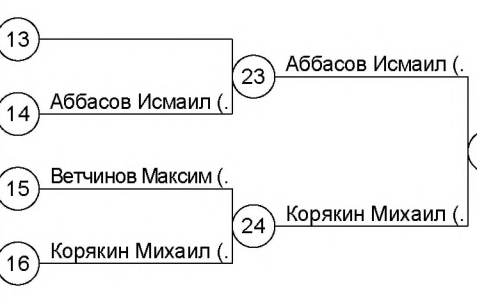 13
Аббасов Исмаил (.
23
14
Аббасов Исмаил (.
Ветчинов Максим (.
15
Корякин Михаил (.
24
Корякин Михаил (.
16